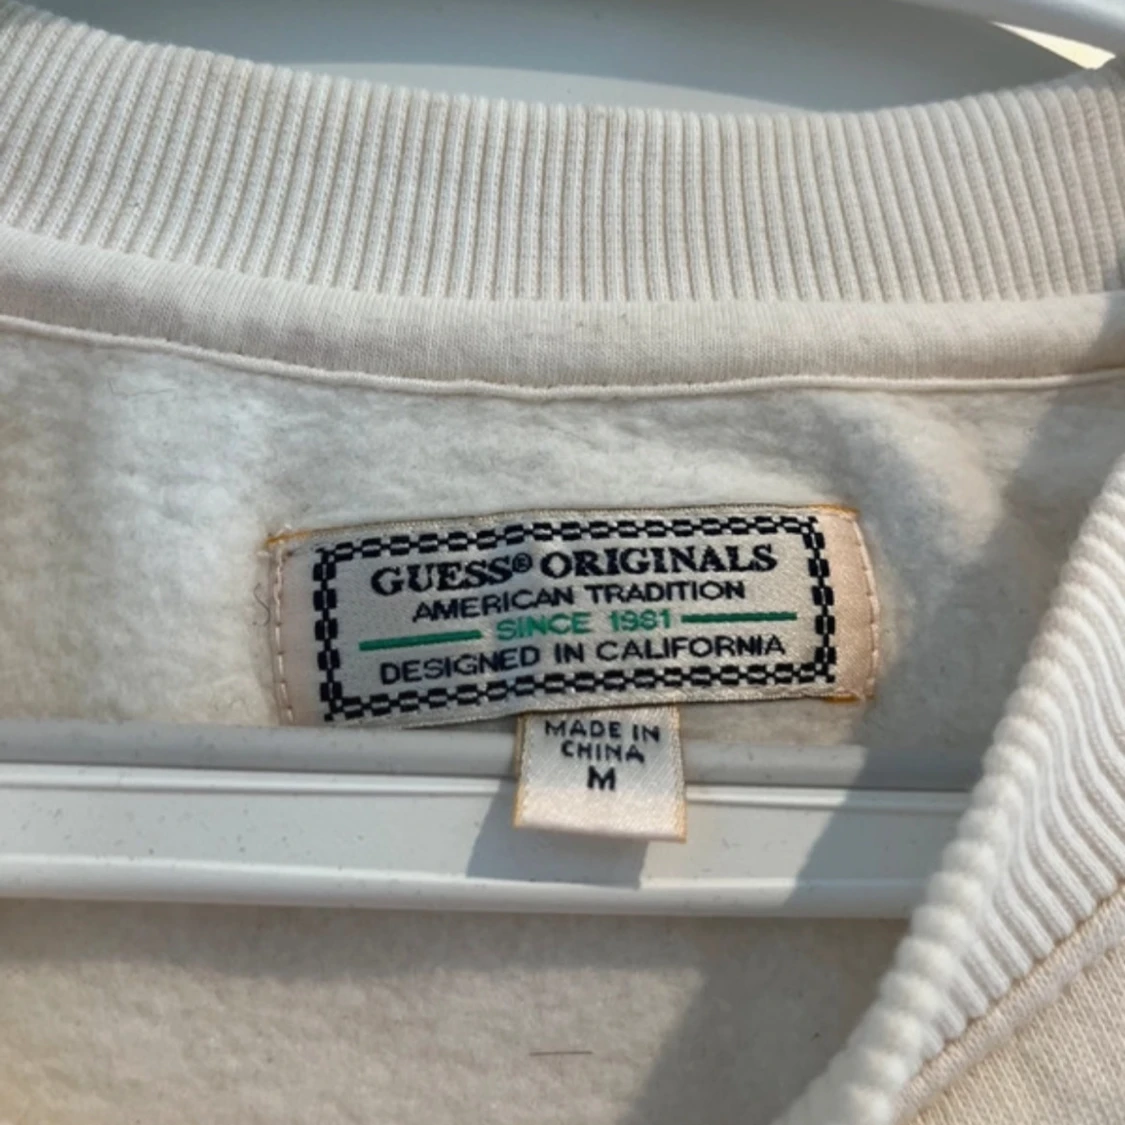 GUESS® ORIGINALS
AMERICAN TRADITION
SINCE 1981
DESIGNED IN CALIFORNIA
MADE IN
CHINA
M